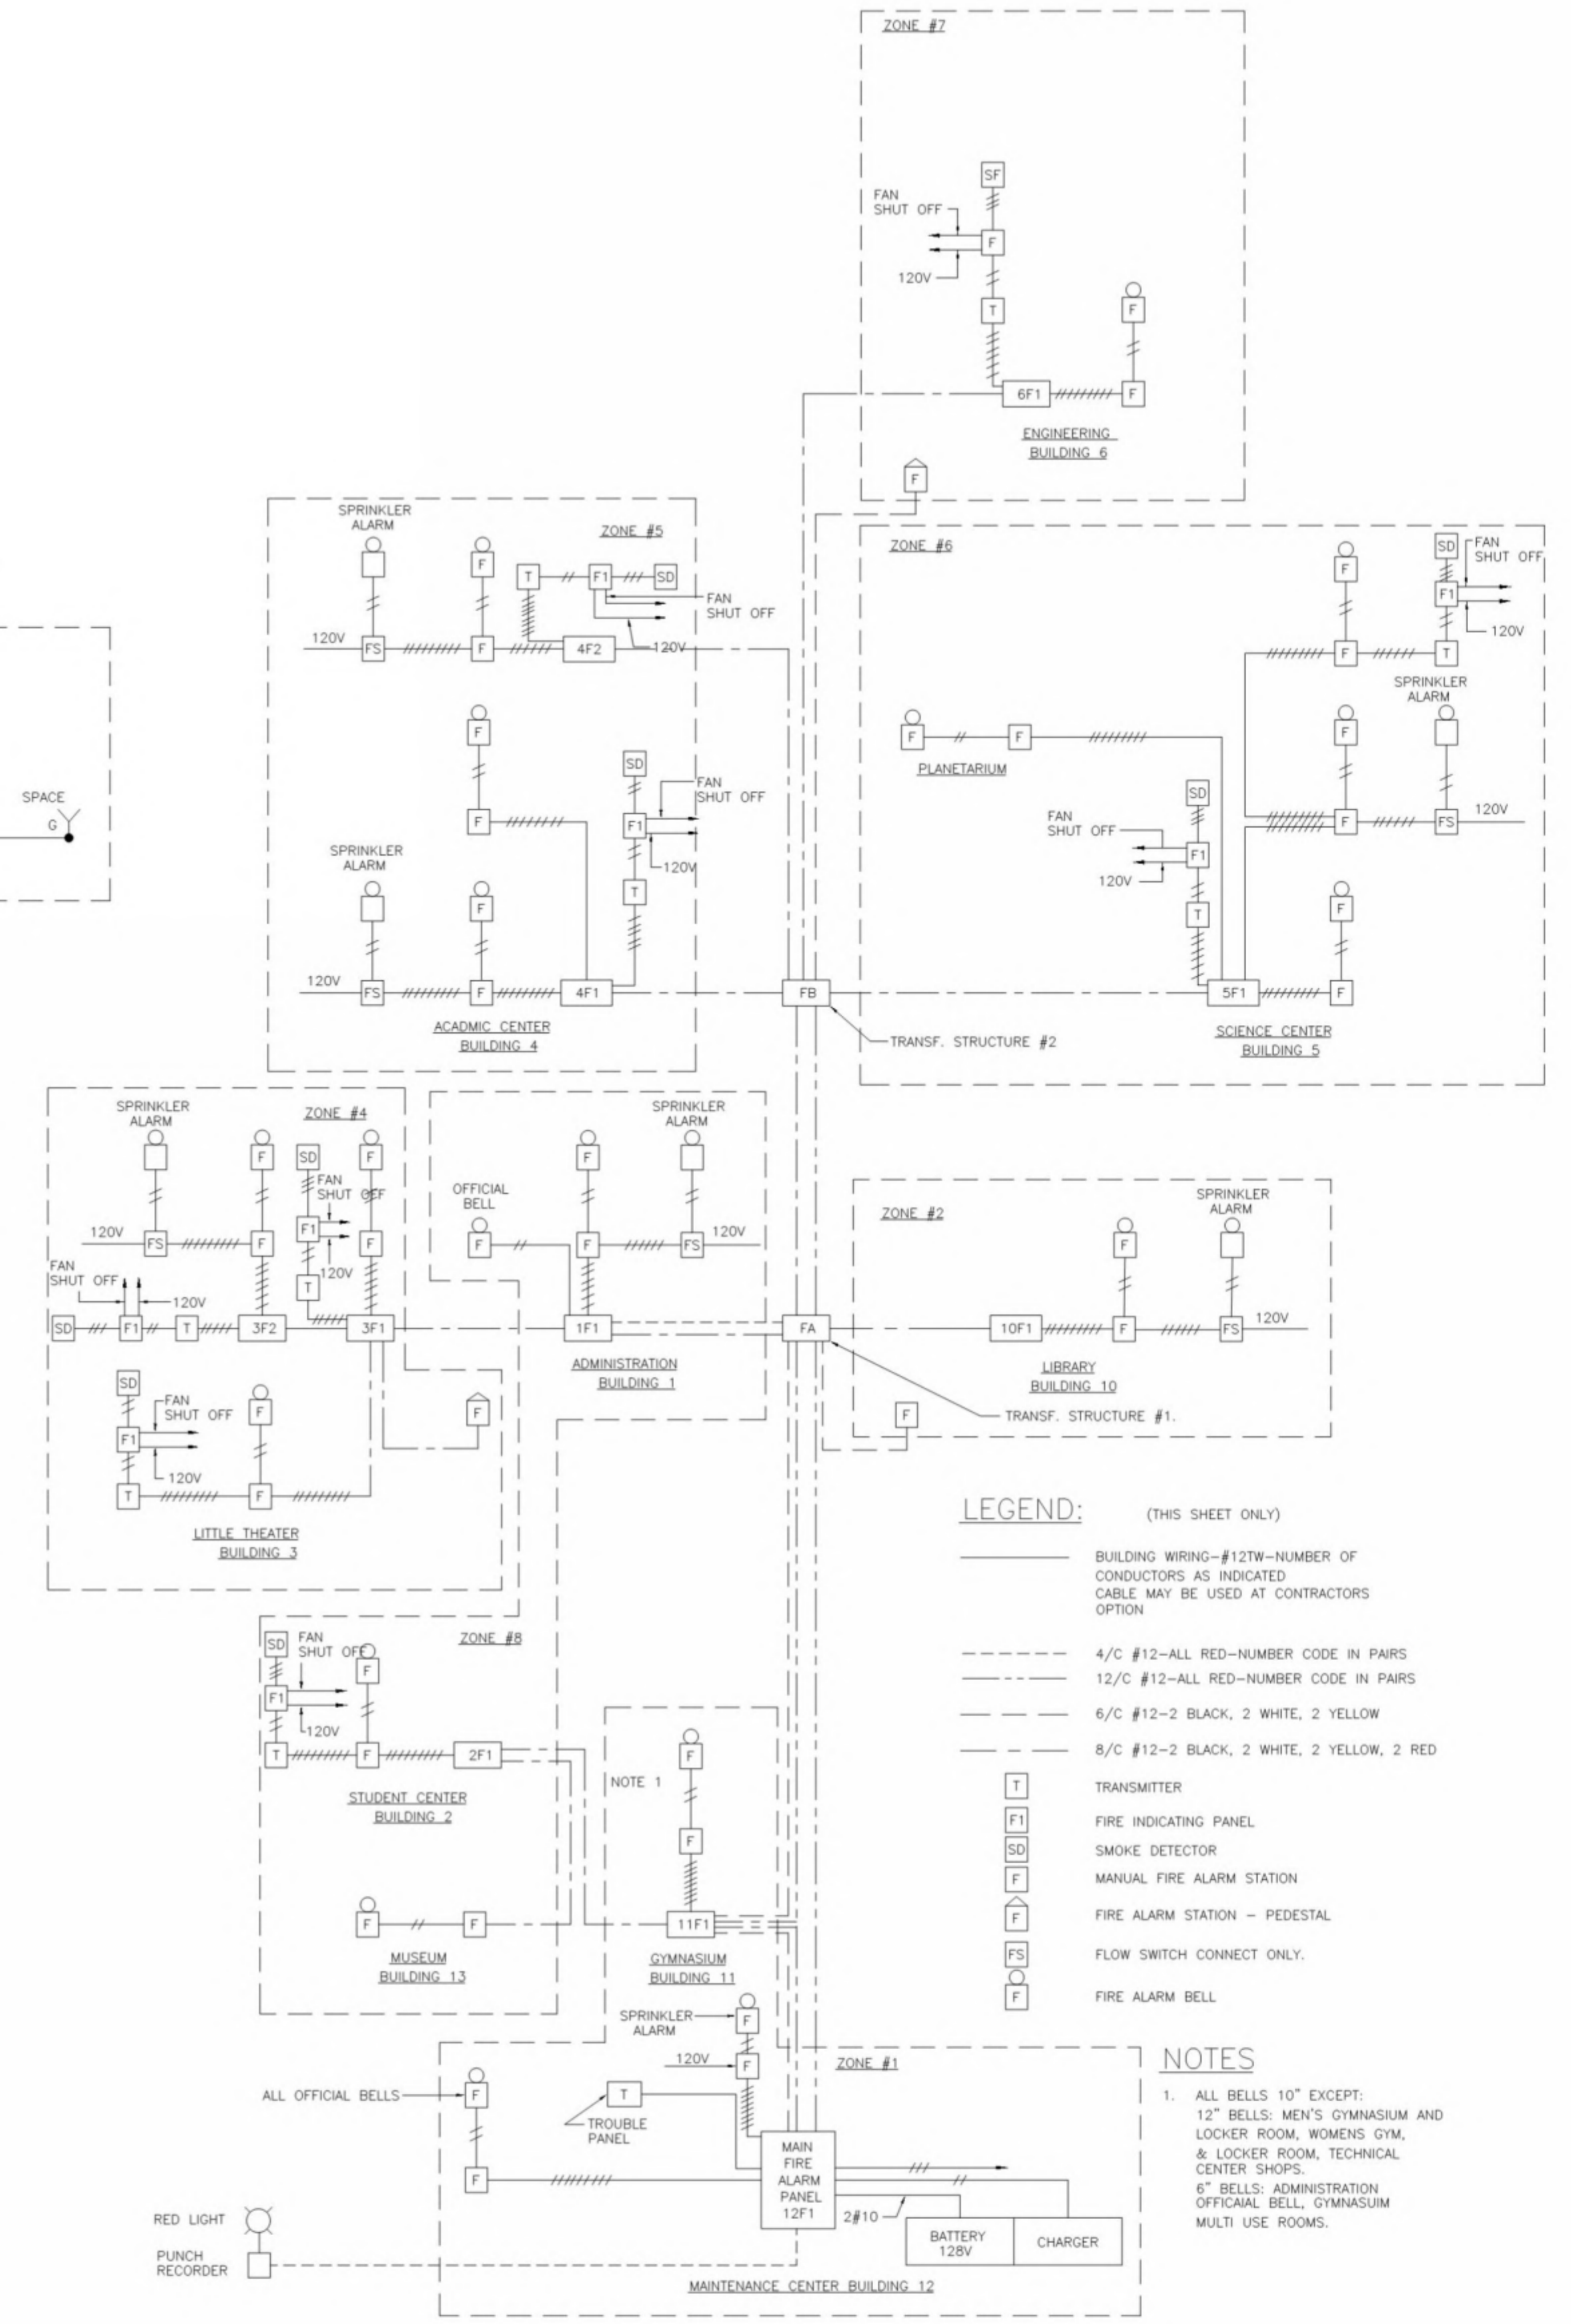 ZONE #7
SF
FAN
SHUT OFF
F
120V
T
F
6F1
F
ENGINEERING
BUILDING 6
F
SPRINKLER
ALARM
ZONE #5
F
T
F1
SD
FAN
SHUT OFF
120V
FS
F
4F2
120V
F
SD
FAN
SHUT OFF
F
F1
120V
SPRINKLER
ALARM
T
F
120V
FS
F
4F1
ACADMIC CENTER
BUILDING 4
SPACE
G
FB
TRANSF. STRUCTURE #2
ZONE #6
SD
FAN
SHUT OFF
F
F1
120V
F
T
SPRINKLER
ALARM
F
F
F
PLANETARIUM
SD
FAN
SHUT OFF
F1
120V
F
FS
120V
T
F
5F1
F
SCIENCE CENTER
BUILDING 5
SPRINKLER
ALARM
ZONE #4
F
SD
F
FAN
SHUT OFF
120V
FS
F
F1
F
120V
FAN
SHUT OFF
120V
T
SD
F1
T
3F2
3F1
SD
FAN
SHUT OFF
F
F
F1
120V
T
F
LITTLE THEATER
BUILDING 3
SPRINKLER
ALARM
F
OFFICIAL
BELL
F
F
FS
120V
1F1
ADMINISTRATION
BUILDING 1
FA
ZONE #2
SPRINKLER
ALARM
F
10F1
F
FS
120V
LIBRARY
BUILDING 10
F
TRANSF. STRUCTURE #1.
LEGEND:
(THIS SHEET ONLY)
BUILDING WIRING-#12TW-NUMBER OF
CONDUCTORS AS INDICATED
CABLE MAY BE USED AT CONTRACTORS
OPTION
4/C #12-ALL RED-NUMBER CODE IN PAIRS
12/C #12-ALL RED-NUMBER CODE IN PAIRS
6/C #12-2 BLACK, 2 WHITE, 2 YELLOW
8/C #12-2 BLACK, 2 WHITE, 2 YELLOW, 2 RED
T TRANSMITTER
F1 FIRE INDICATING PANEL
SD SMOKE DETECTOR
F MANUAL FIRE ALARM STATION
F FIRE ALARM STATION - PEDESTAL
FS FLOW SWITCH CONNECT ONLY.
F FIRE ALARM BELL
SD
FAN
SHUT OFF
F
ZONE #8
F1
120V
T
F
2F1
STUDENT CENTER
BUILDING 2
F
F
MUSEUM
BUILDING 13
F
NOTE 1
F
11F1
GYMNASIUM
BUILDING 11
SPRINKLER
ALARM
F
120V
F
ZONE #1
ALL OFFICIAL BELLS
F
T
TROUBLE
PANEL
F
MAIN
FIRE
ALARM
PANEL
12F1
2#10
BATTERY
128V
CHARGER
RED LIGHT
PUNCH
RECORDER
MAINTENANCE CENTER BUILDING 12
NOTES
1. ALL BELLS 10" EXCEPT:
12" BELLS: MEN'S GYMNASIUM AND
LOCKER ROOM, WOMENS GYM,
& LOCKER ROOM, TECHNICAL
CENTER SHOPS.
6" BELLS: ADMINISTRATION
OFFICAIAL BELL, GYMNASUIM
MULTI USE ROOMS.